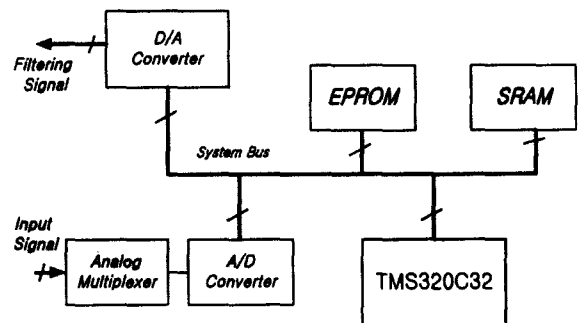 D/A
Converter
Filtering
Signal
EPROM
SRAM
System Bus
Input
Signal
Analog
Multiplexer
A/D
Converter
TMS320C32